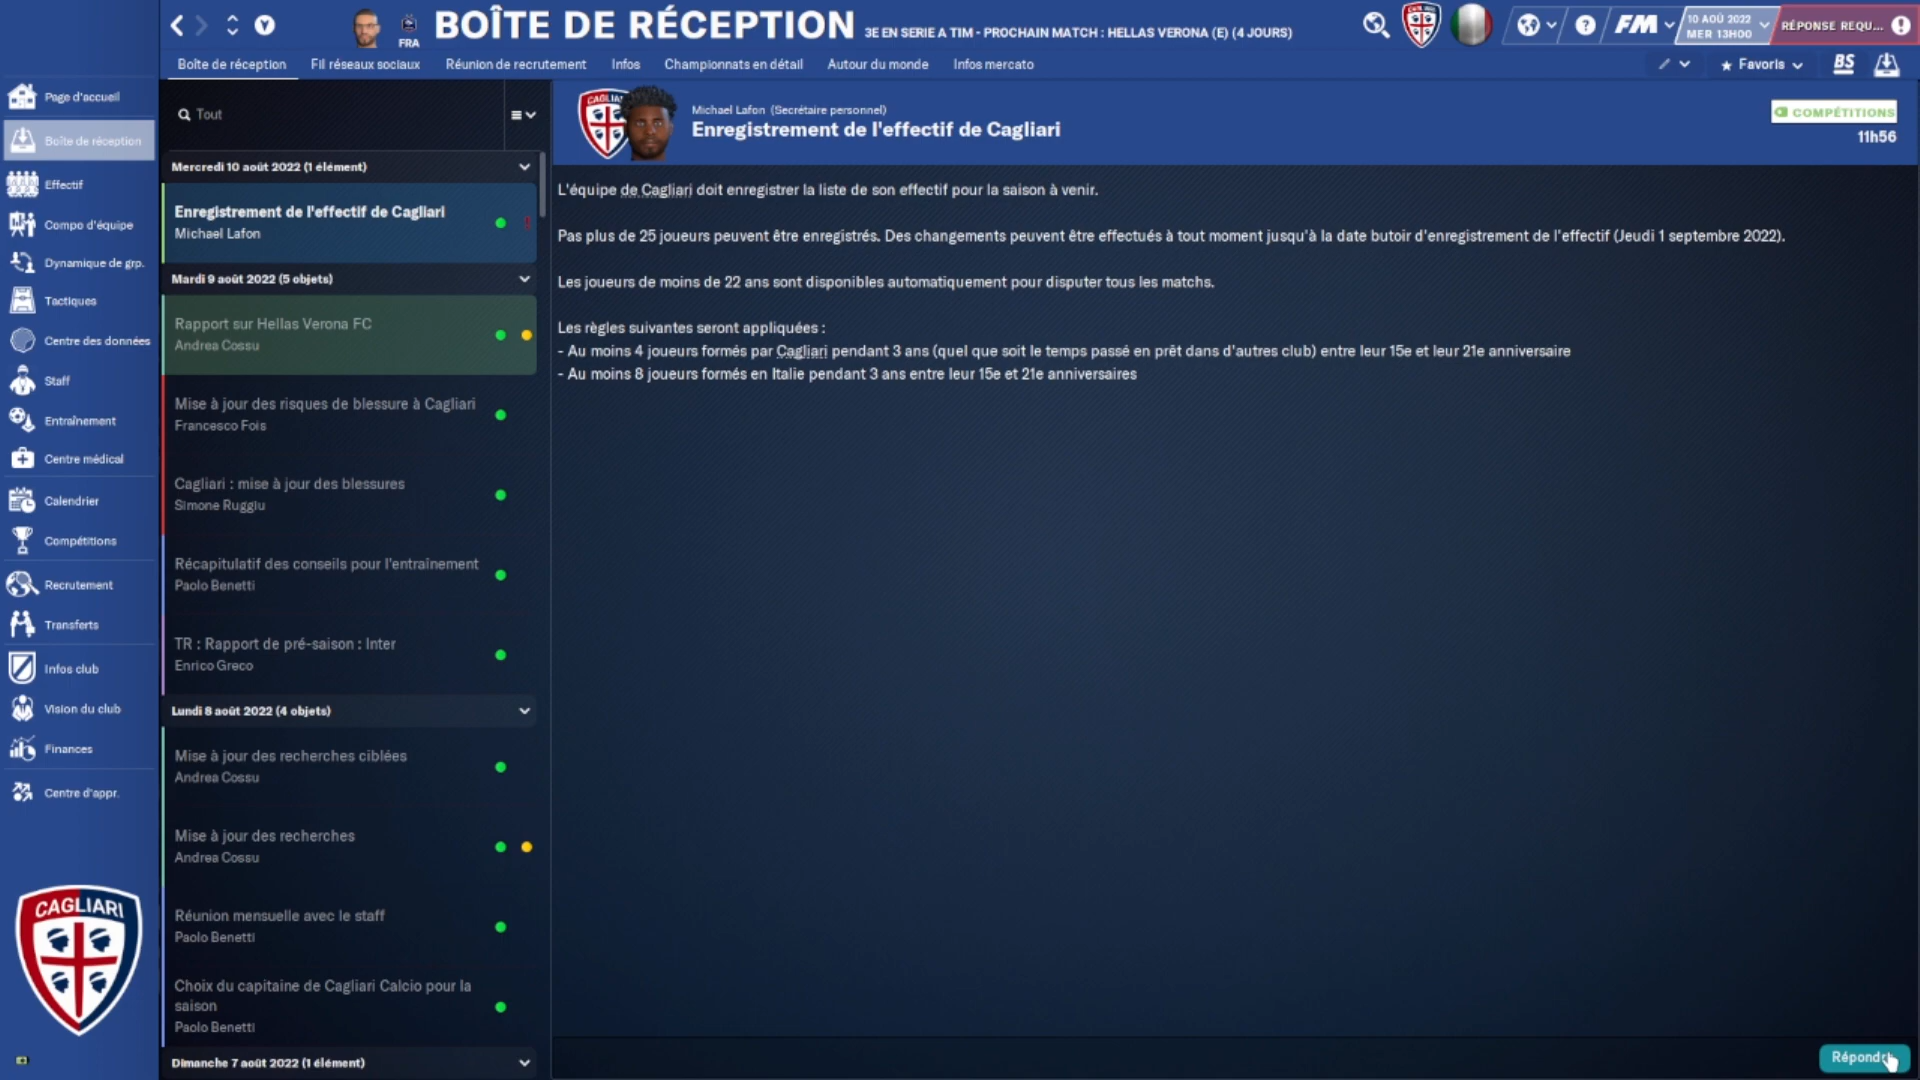 BOÎTE DE RÉCEPTION
3E EN SERIE A TIM - PROCHAIN MATCH : HELLAS VERONA (E) (4 JOURS)
FRA
FM
10 AOÛ 2022
MER 13H00
RÉPONSE REQU...
Boîte de réception
Fil réseaux sociaux
Réunion de recrutement
Infos
Championnats en détail
Autour du monde
Infos mercato
Favoris
BS
Page d'accueil
Boîte de réception
Effectif
Compo d'équipe
Dynamique de grp.
Tactiques
Centre des données
Staff
Entraînement
Centre médical
Calendrier
Compétitions
Recrutement
Transferts
Infos club
Vision du club
Finances
Centre d'appr.
CAGLIARI
Tout
Mercredi 10 août 2022 (1 élément)
Enregistrement de l'effectif de Cagliari
Michael Lafon
Mardi 9 août 2022 (5 objets)
Rapport sur Hellas Verona FC
Andrea Cossu
Mise à jour des risques de blessure à Cagliari
Francesco Fois
Cagliari : mise à jour des blessures
Simone Ruggiu
Récapitulatif des conseils pour l'entraînement
Paolo Benetti
TR : Rapport de pré-saison : Inter
Enrico Greco
Lundi 8 août 2022 (4 objets)
Mise à jour des recherches ciblées
Andrea Cossu
Mise à jour des recherches
Andrea Cossu
Réunion mensuelle avec le staff
Paolo Benetti
Choix du capitaine de Cagliari Calcio pour la
saison
Paolo Benetti
Dimanche 7 août 2022 (1 élément)
Michael Lafon (Secrétaire personnel)
Enregistrement de l'effectif de Cagliari
COMPÉTITIONS
11h56
L'équipe de Cagliari doit enregistrer la liste de son effectif pour la saison à venir.
Pas plus de 25 joueurs peuvent être enregistrés. Des changements peuvent être effectués à tout moment jusqu'à la date butoir d'enregistrement de l'effectif (Jeudi 1 septembre 2022).
Les joueurs de moins de 22 ans sont disponibles automatiquement pour disputer tous les matchs.
Les règles suivantes seront appliquées :
- Au moins 4 joueurs formés par Cagliari pendant 3 ans (quel que soit le temps passé en prêt dans d'autres club) entre leur 15e et leur 21e anniversaire
- Au moins 8 joueurs formés en Italie pendant 3 ans entre leur 15e et 21e anniversaires